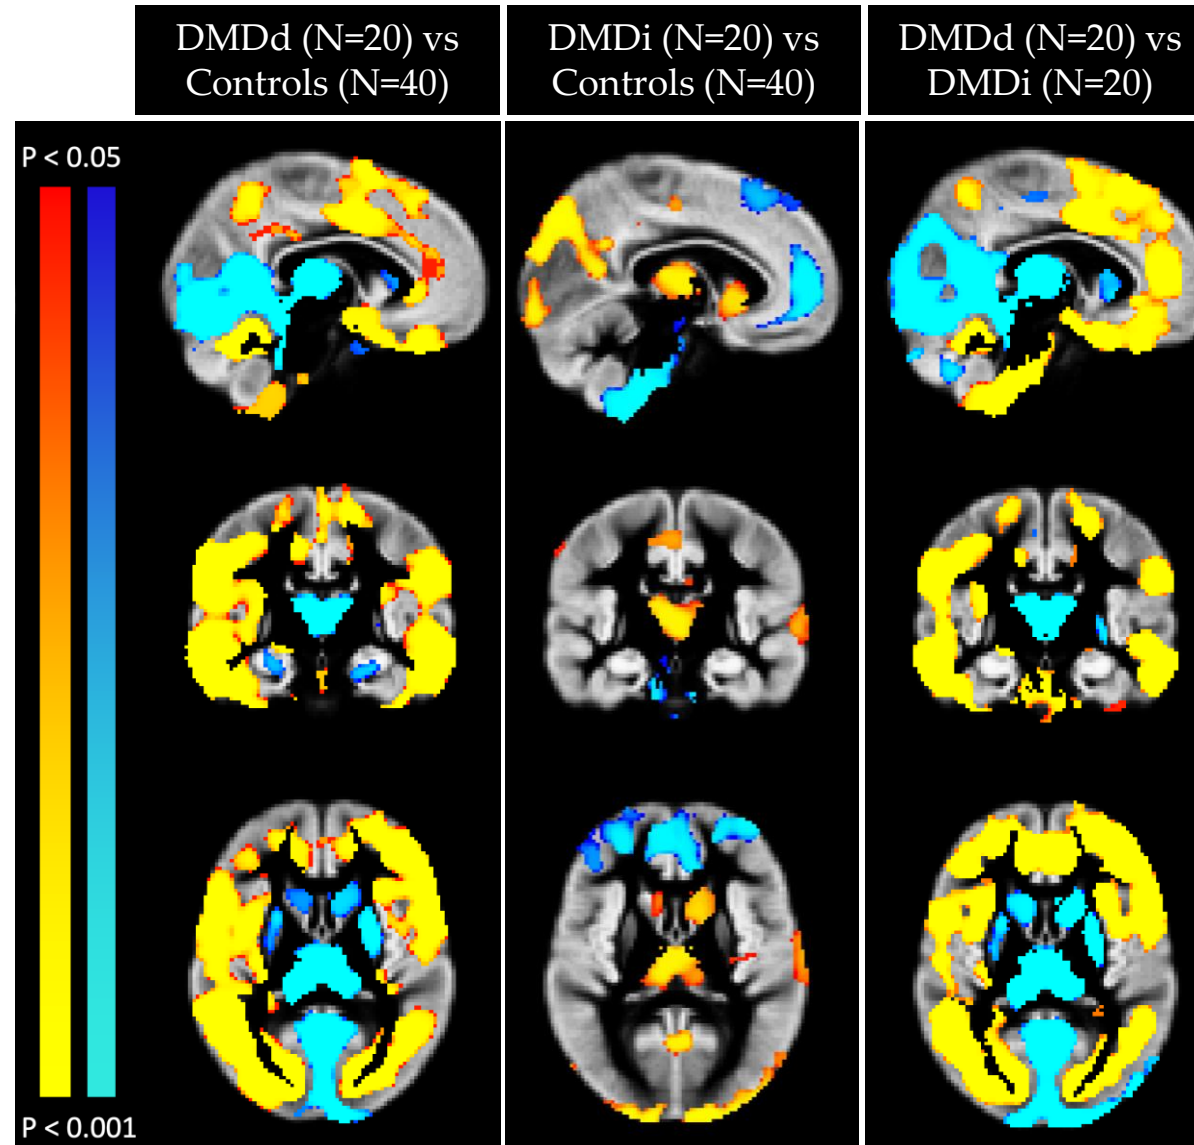 DMDd (N=20) vs
Controls (N=40)
DMDi (N=20) vs
Controls (N=40)
DMDd (N=20) vs
DMDi (N=20)
P < 0.05
P < 0.001